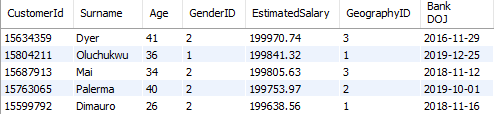 CustomerId Surname Age GenderID EstimatedSalary GeographyID Bank DOJ
15634359 Dyer 41 2 199970.74 3 2016-11-29
15804211 Oluchukwu 36 1 199841.32 1 2019-12-25
15687913 Mai 34 2 199805.63 3 2018-11-12
15763065 Palerma 40 2 199753.97 2 2019-10-01
15599792 Dimauro 26 2 199638.56 1 2018-11-16